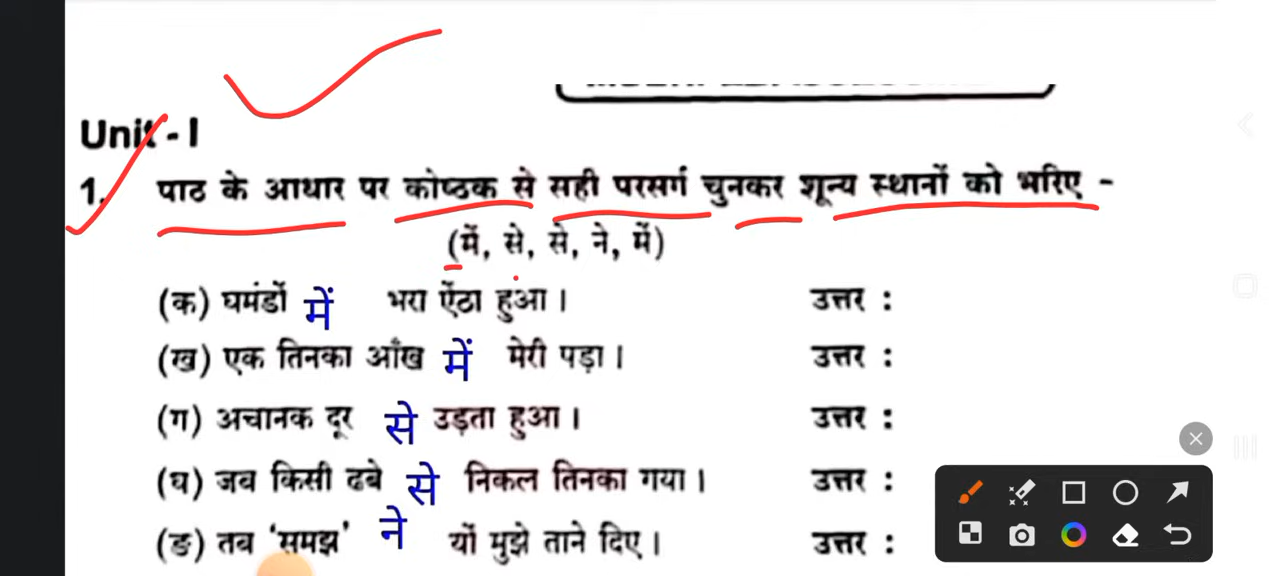 Unit - I
1. पाठ के आधार पर कोष्ठक से सही परसर्ग चुनकर शून्य स्थानों को भरिए -
(में, से, से, ने, में)
(क) घमंडों में भरा ऐंठा हुआ। उत्तर :
(ख) एक तिनका आँख में मेरी पड़ा। उत्तर :
(ग) अचानक दूर से उड़ता हुआ। उत्तर :
(घ) जब किसी ढबे से निकल तिनका गया। उत्तर :
(ङ) तब 'समझ' ने यों मुझे ताने दिए। उत्तर :